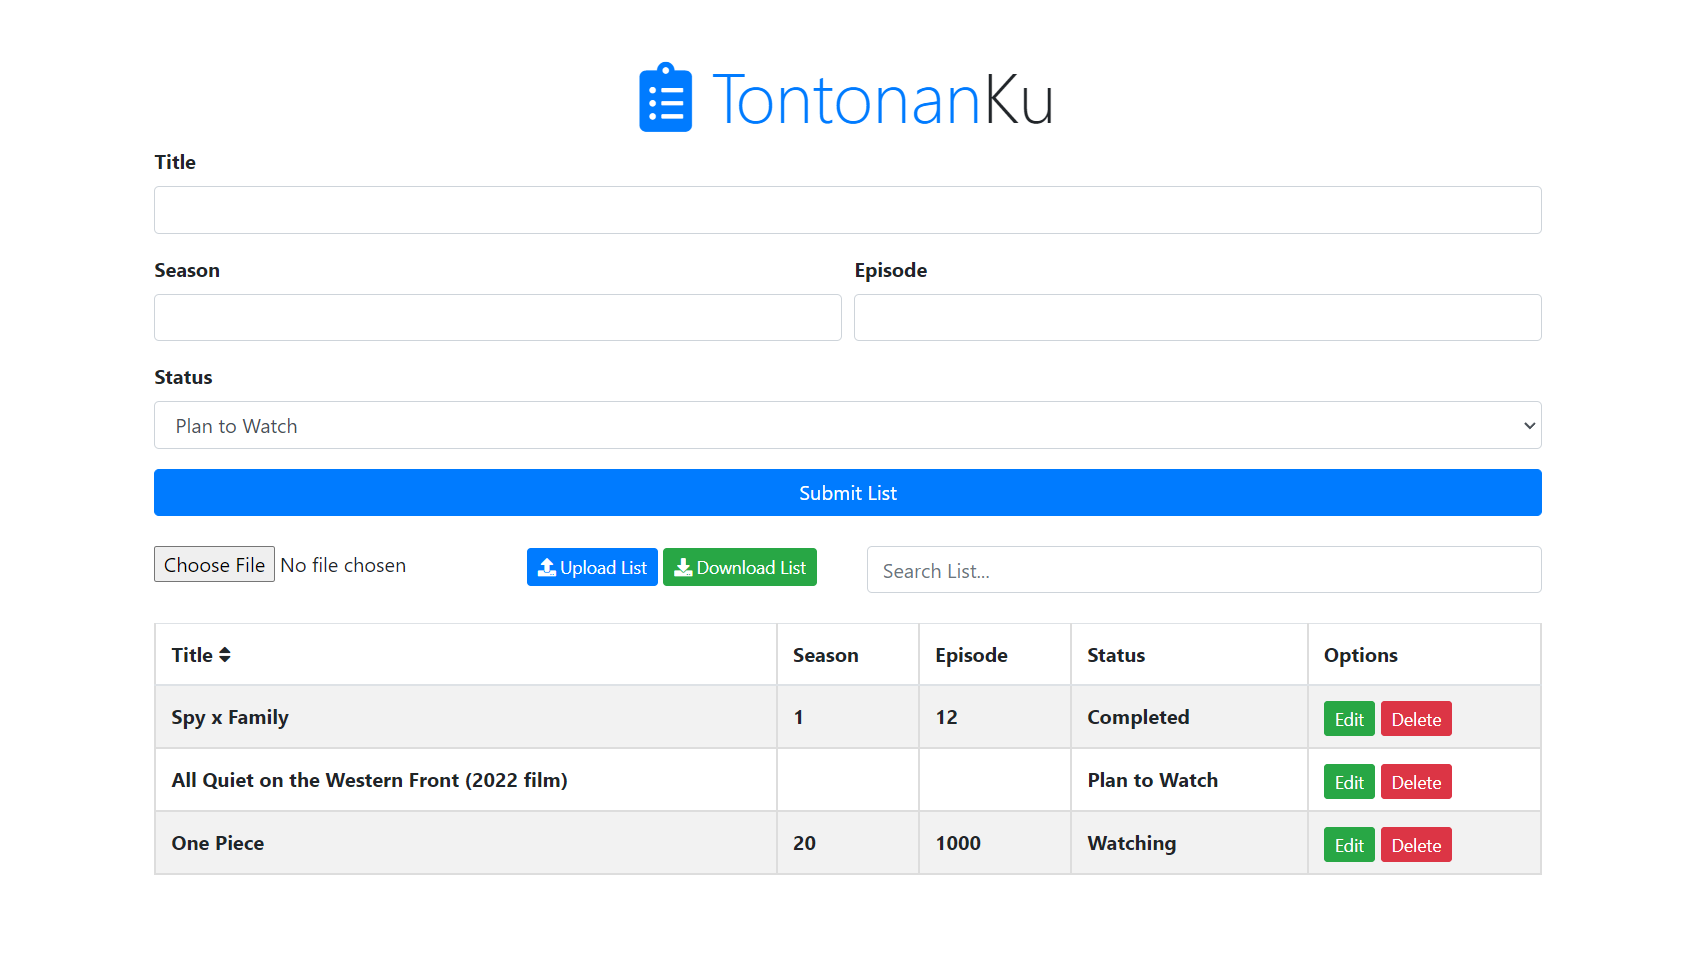 TontonanKu
Title
Season Episode
Status
Plan to Watch
Submit List
Choose File No file chosen Upload List Download List Search List...
Title Season Episode Status Options
Spy x Family 1 12 Completed Edit Delete
All Quiet on the Western Front (2022 film) Plan to Watch Edit Delete
One Piece 20 1000 Watching Edit Delete